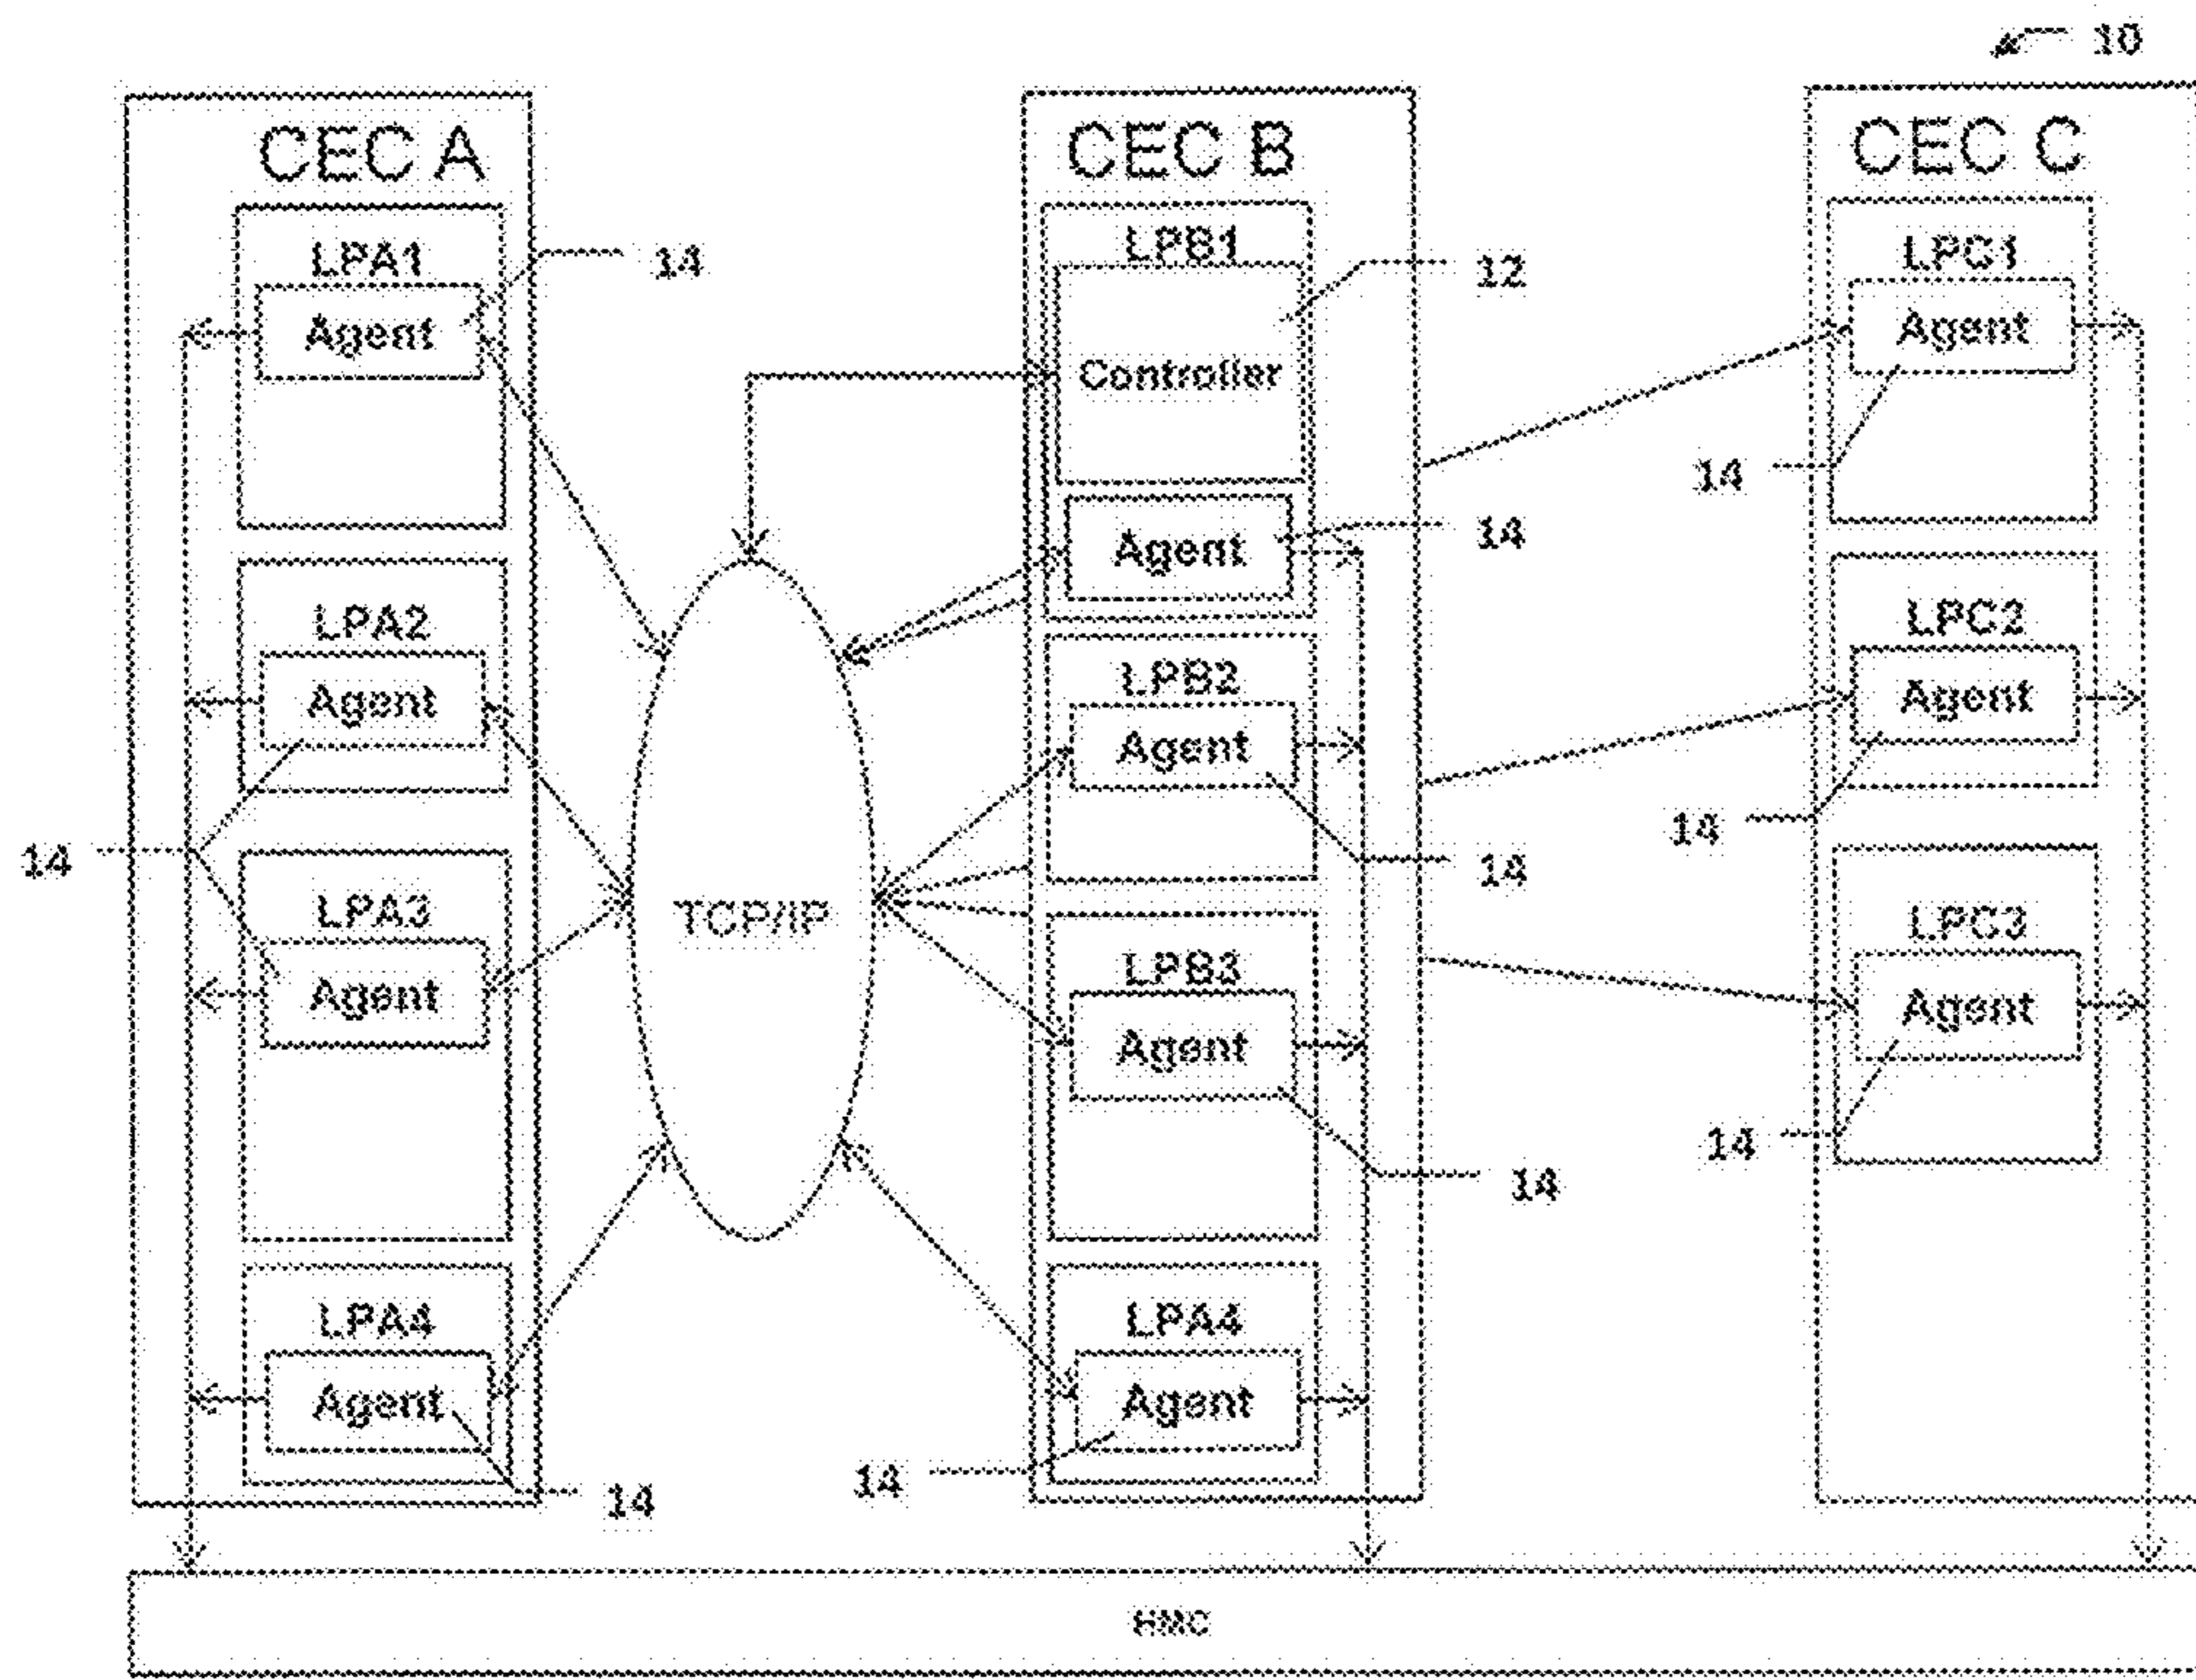 10
CEC A
LPA1
Agent
14
LPA2
Agent
14
LPA3
Agent
LPA4
Agent
14
TCP/IP
CEC B
LPB1
12
Controller
Agent
14
LPB2
Agent
14
LPB3
Agent
14
LPA4
Agent
14
CEC C
LPC1
Agent
14
LPC2
Agent
14
LPC3
Agent
14
HMC